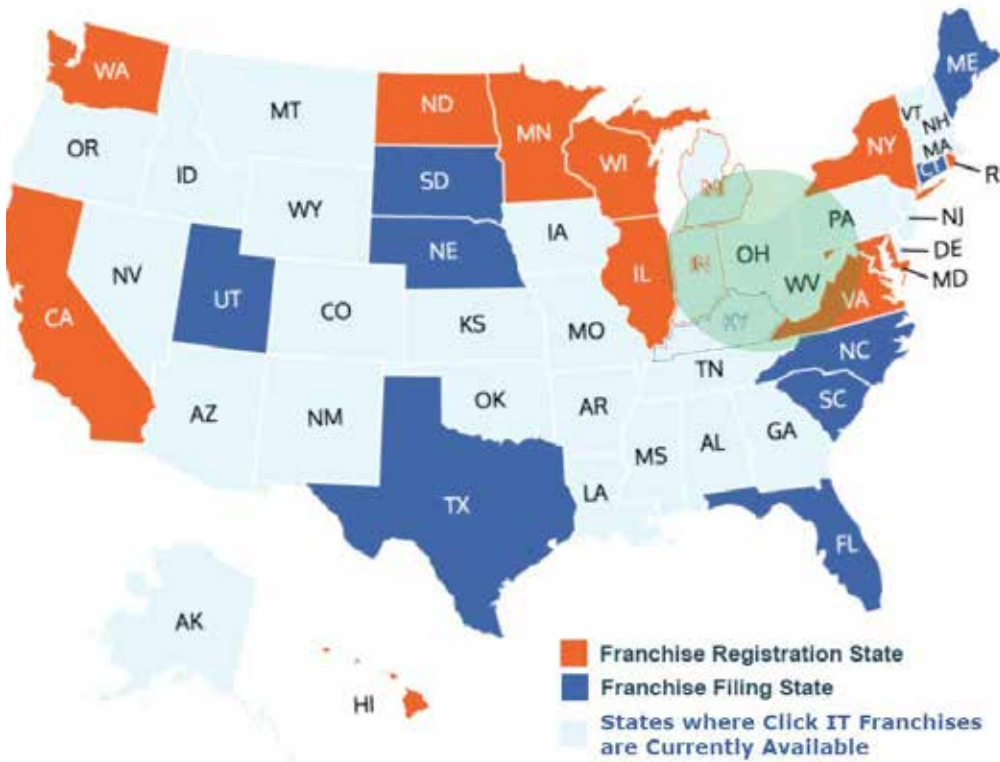 ME
WA
MT
ND
MN
VT
NH
OR
ID
SD
WI
NY
MA
CT
R
WY
IA
PA
NJ
NE
OH
DE
NV
UT
CO
IL
IN
WV
MD
CA
KS
MO
KY
VA
NC
TN
AZ
NM
OK
AR
SC
MS
AL
GA
LA
TX
FL
AK
HI
Franchise Registration State
Franchise Filing State
States where Click IT Franchises
are Currently Available